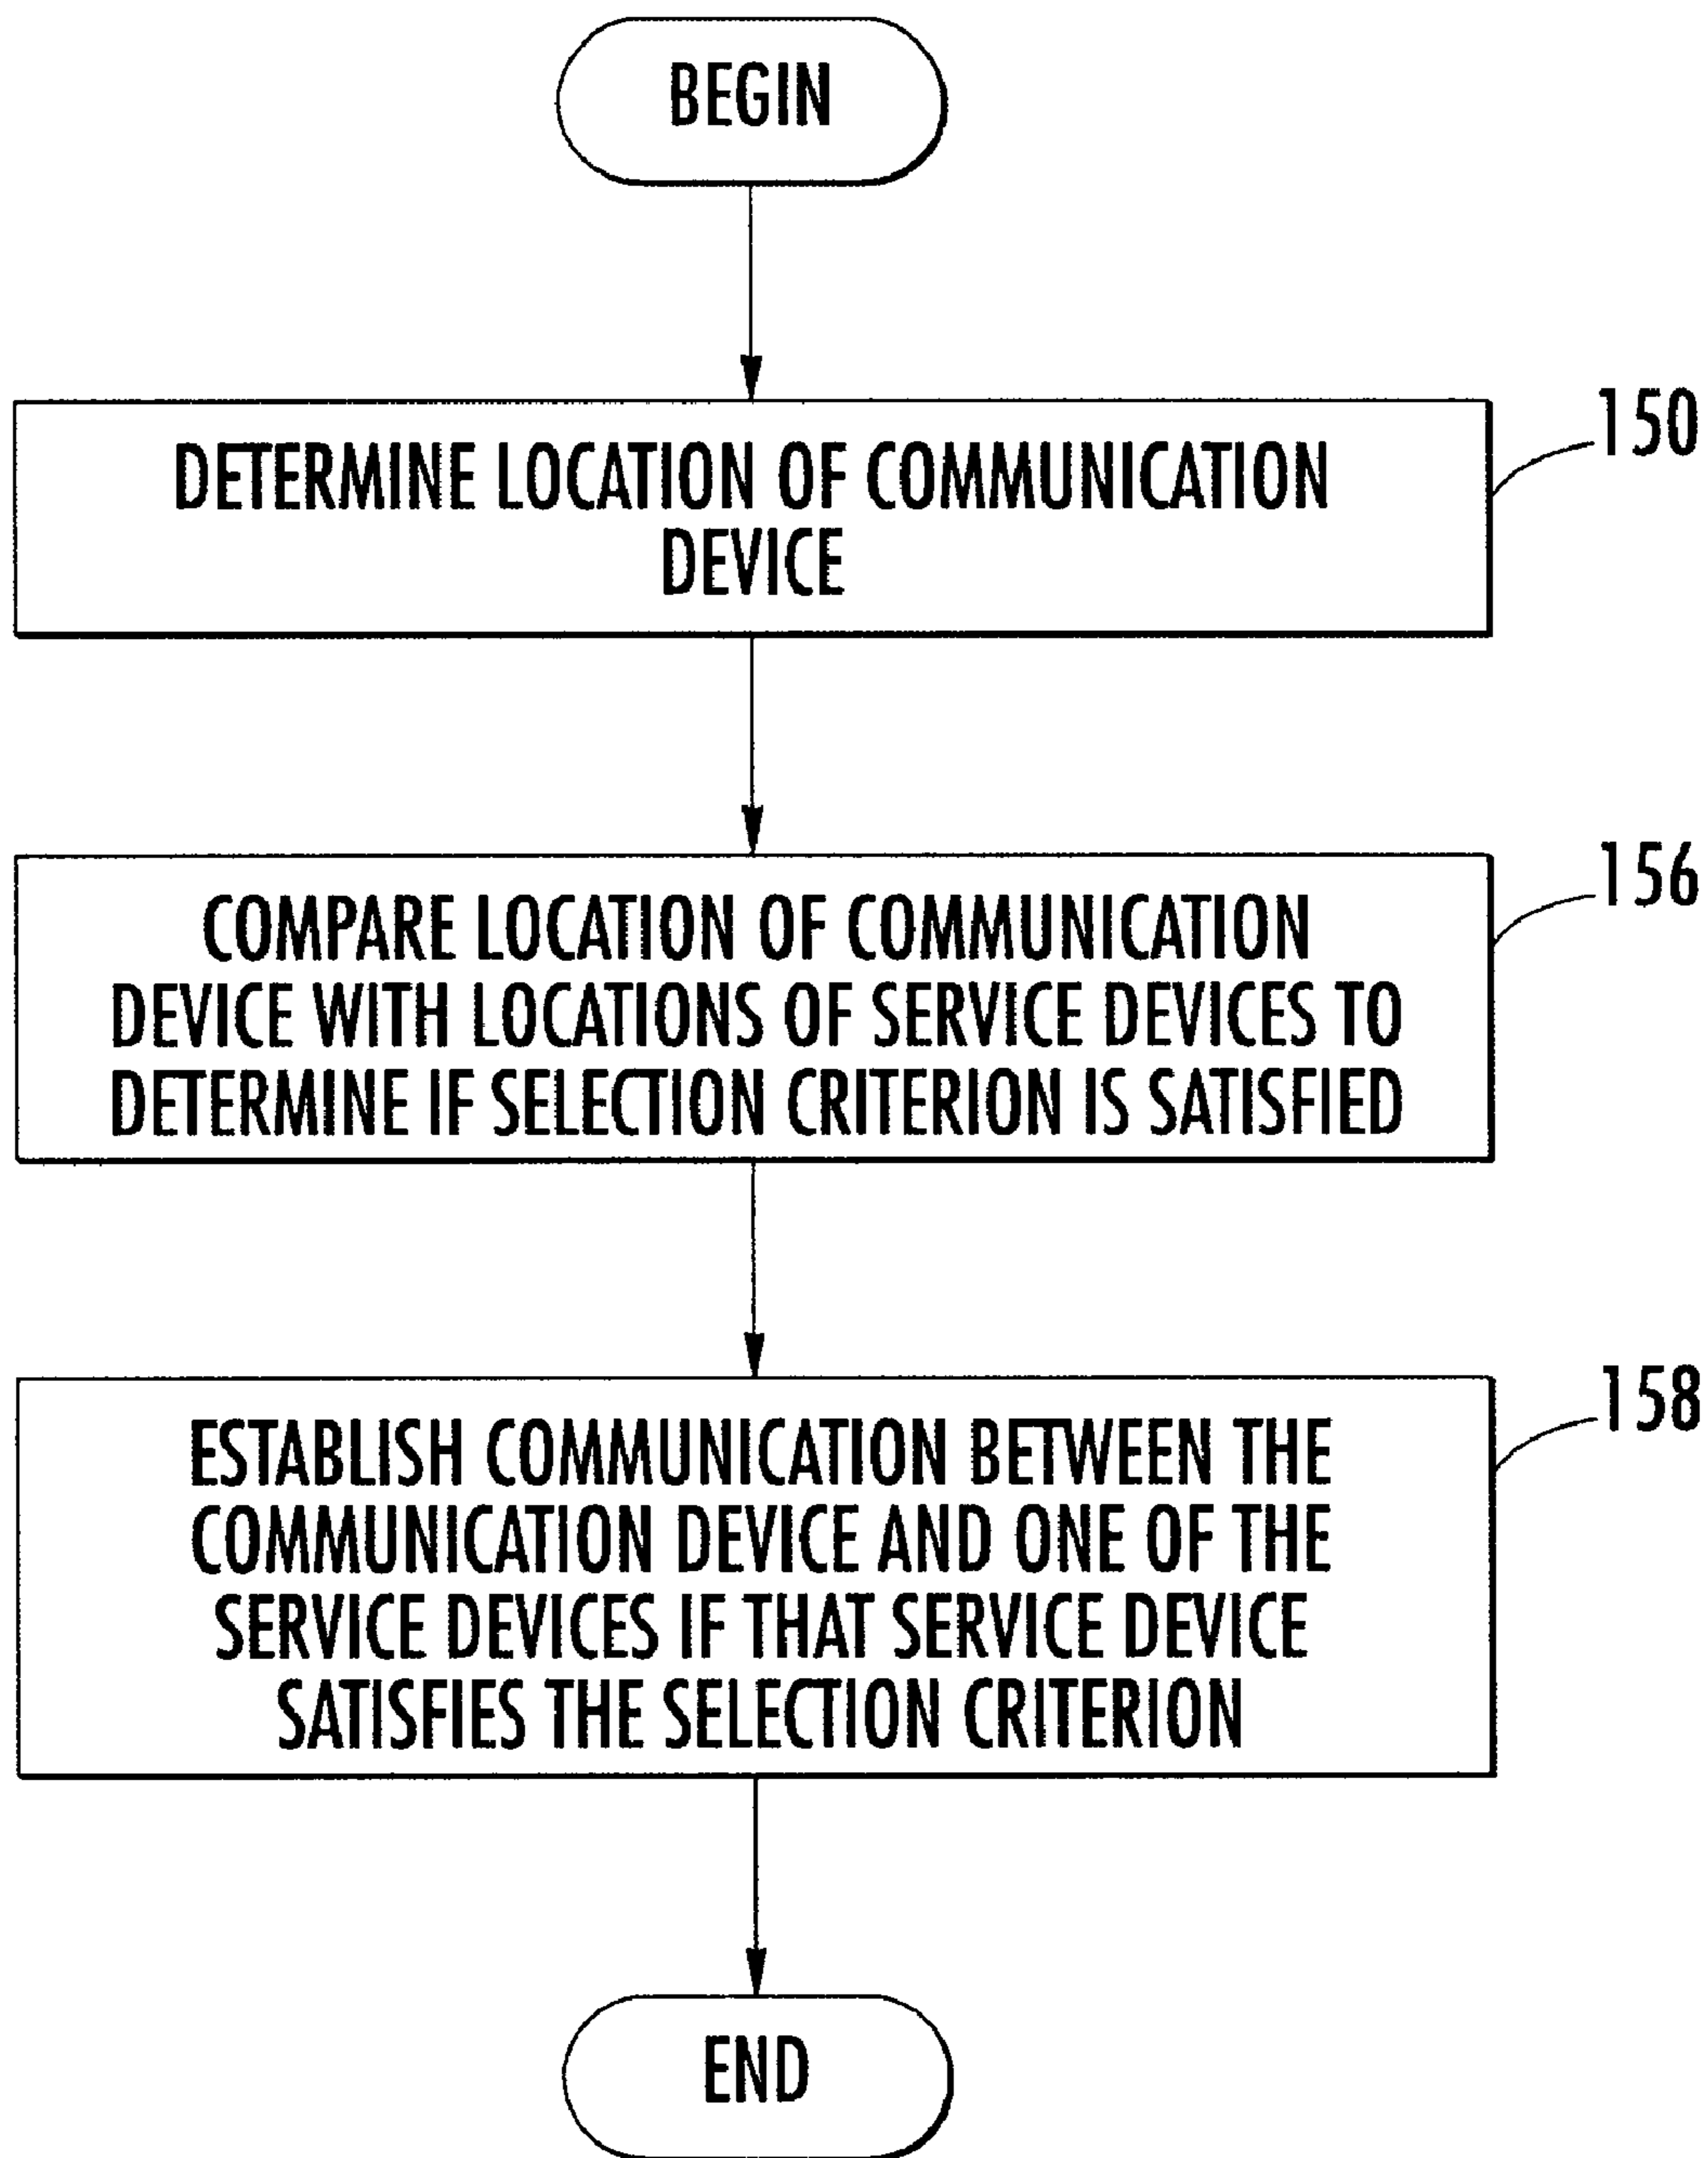 BEGIN
DETERMINE LOCATION OF COMMUNICATION
DEVICE
150
COMPARE LOCATION OF COMMUNICATION
DEVICE WITH LOCATIONS OF SERVICE DEVICES TO
DETERMINE IF SELECTION CRITERION IS SATISFIED
156
ESTABLISH COMMUNICATION BETWEEN THE
COMMUNICATION DEVICE AND ONE OF THE
SERVICE DEVICES IF THAT SERVICE DEVICE
SATISFIES THE SELECTION CRITERION
158
END